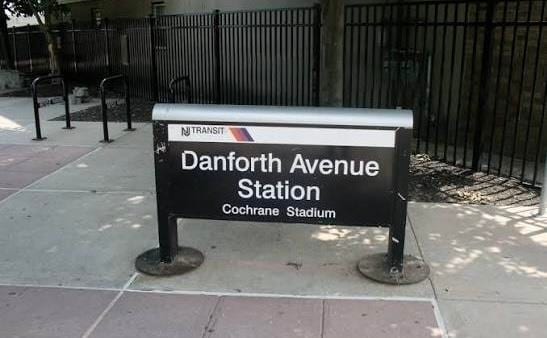 NJ TRANSIT
Danforth Avenue
Station
Cochrane Stadium